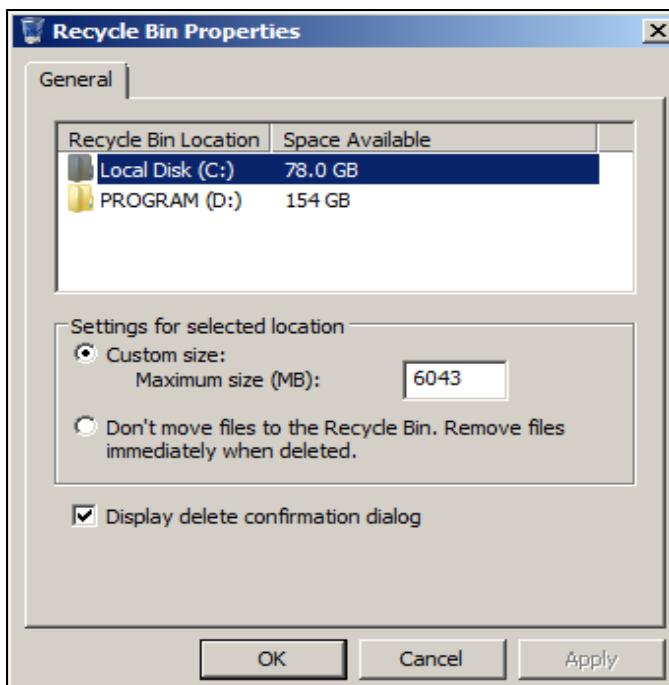 Recycle Bin Properties
General
Recycle Bin Location Space Available
Local Disk (C:) 78.0 GB
PROGRAM (D:) 154 GB
Settings for selected location
Custom size:
Maximum size (MB): 6043
Don't move files to the Recycle Bin. Remove files
immediately when deleted.
Display delete confirmation dialog
OK Cancel Apply